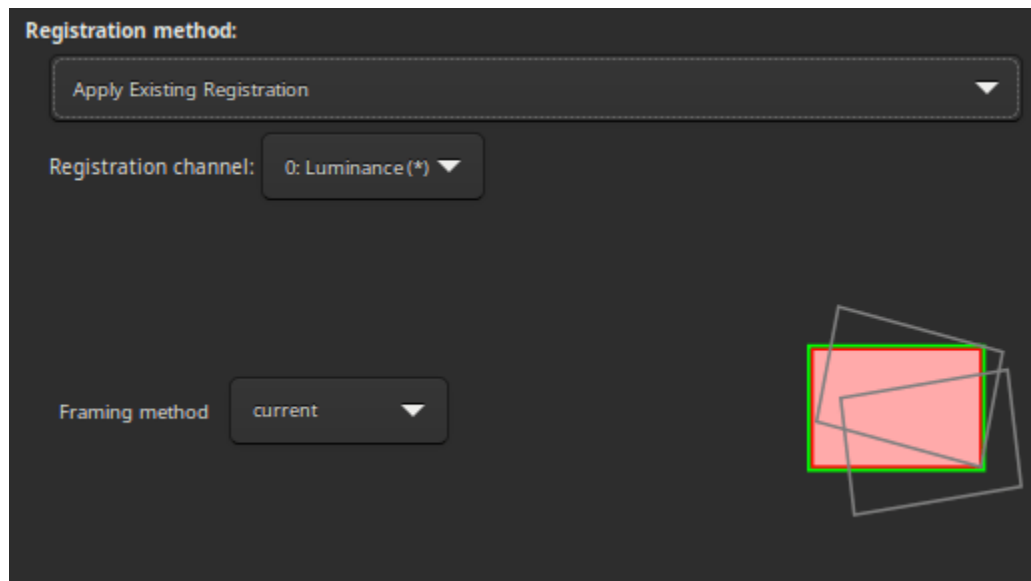 Registration method:
Apply Existing Registration
Registration channel: 0: Luminance (*)
Framing method current